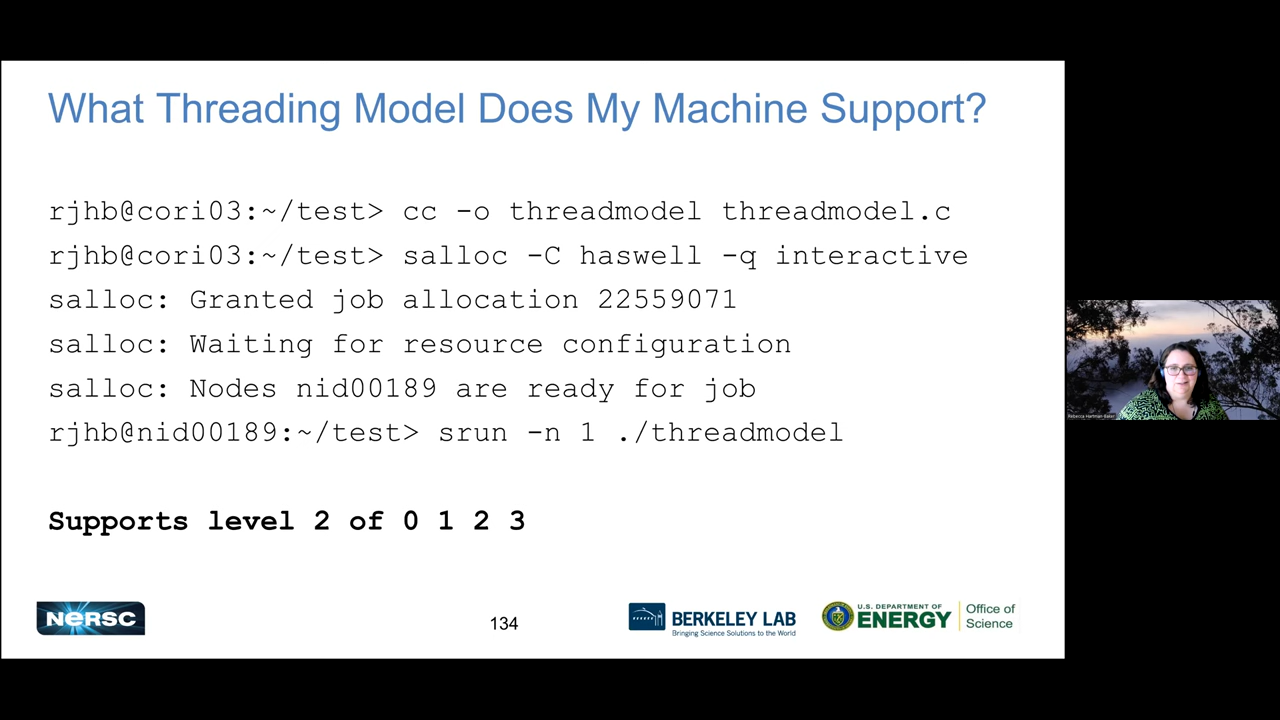 What Threading Model Does My Machine Support?
rjhb@cori03:~/test> cc -o threadmodel threadmodel.c
rjhb@cori03:~/test> salloc -C haswell -q interactive
salloc: Granted job allocation 22559071
salloc: Waiting for resource configuration
salloc: Nodes nid00189 are ready for job
rjhb@nid00189:~/test> srun -n 1 ./threadmodel
Supports level 2 of 0 1 2 3
NERSC
134
BERKELEY LAB
Bringing Science Solutions to the World
U.S. DEPARTMENT OF
ENERGY
Office of
Science
Rebecca Hartman-Baker